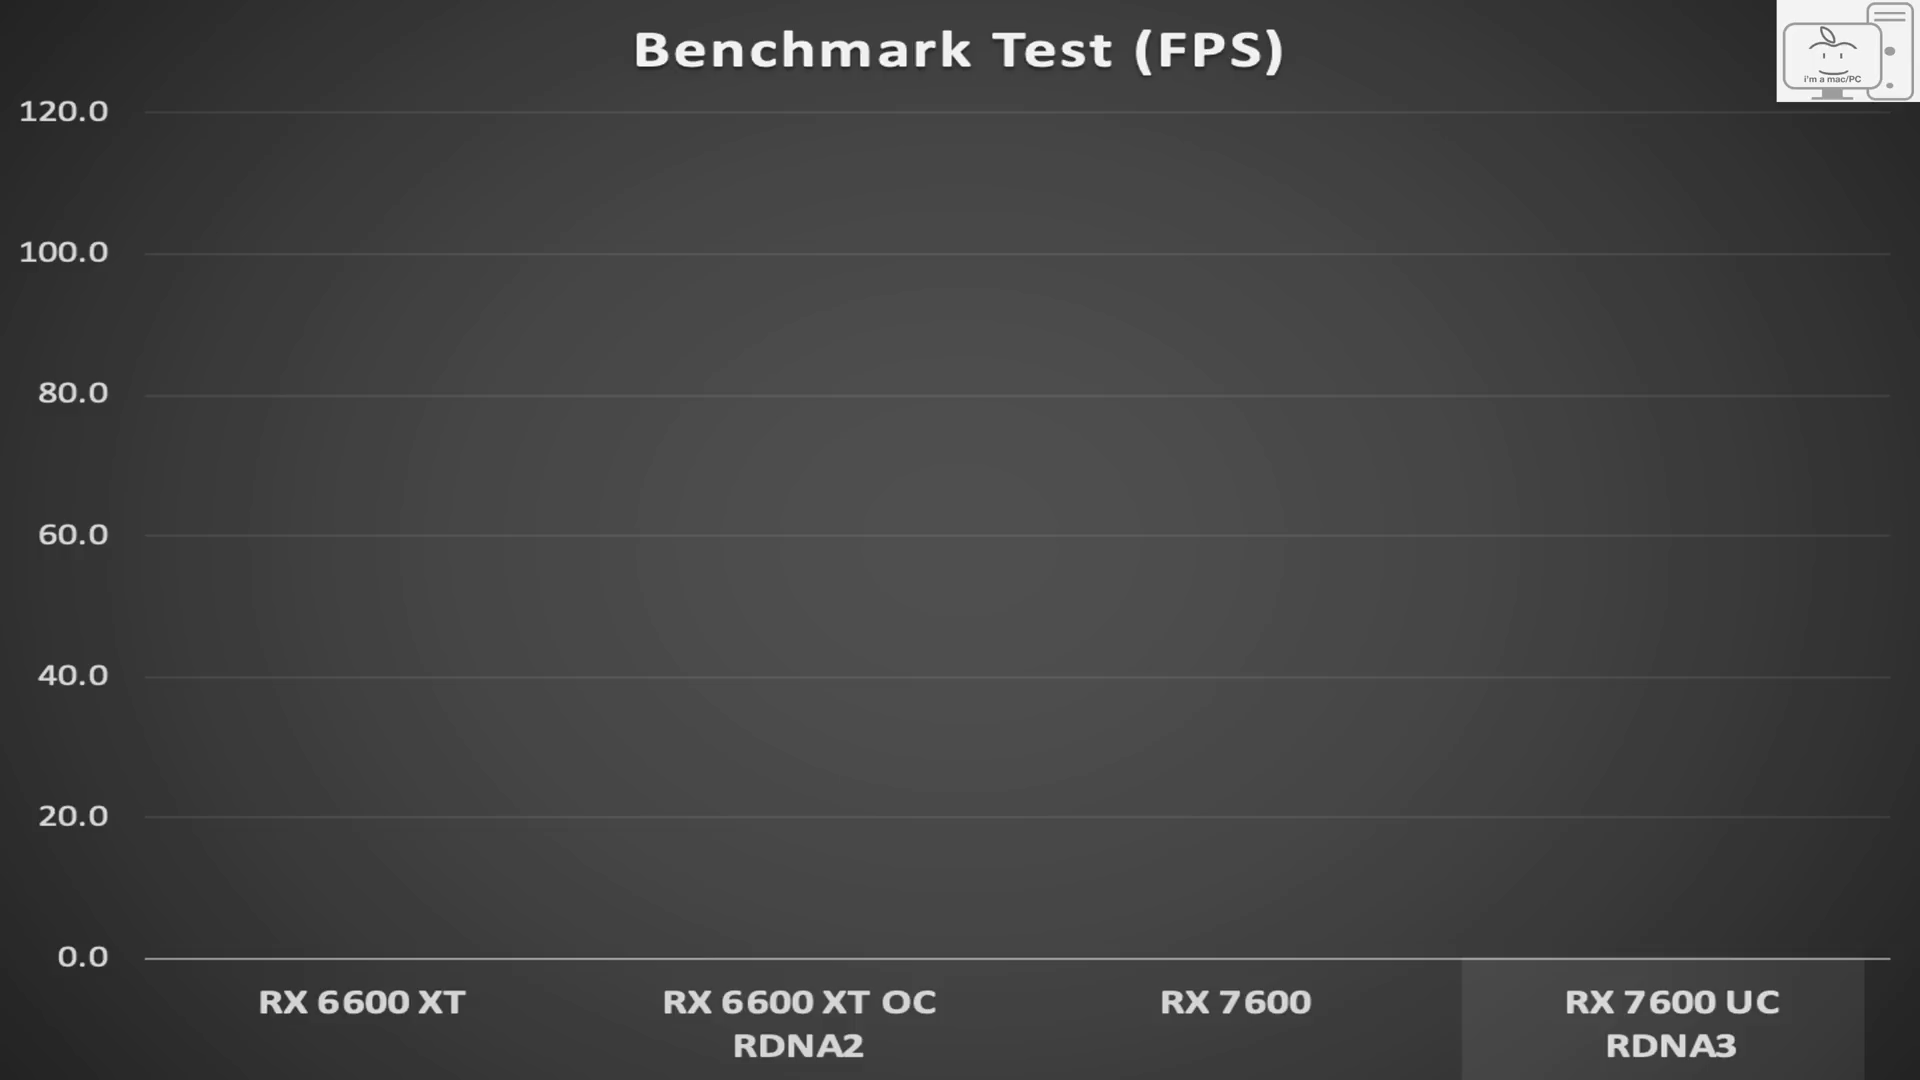 Benchmark Test (FPS)
i'm a mac/PC
120.0
100.0
80.0
60.0
40.0
20.0
0.0
RX 6600 XT
RX 6600 XT OC
RDNA2
RX 7600
RX 7600 UC
RDNA3